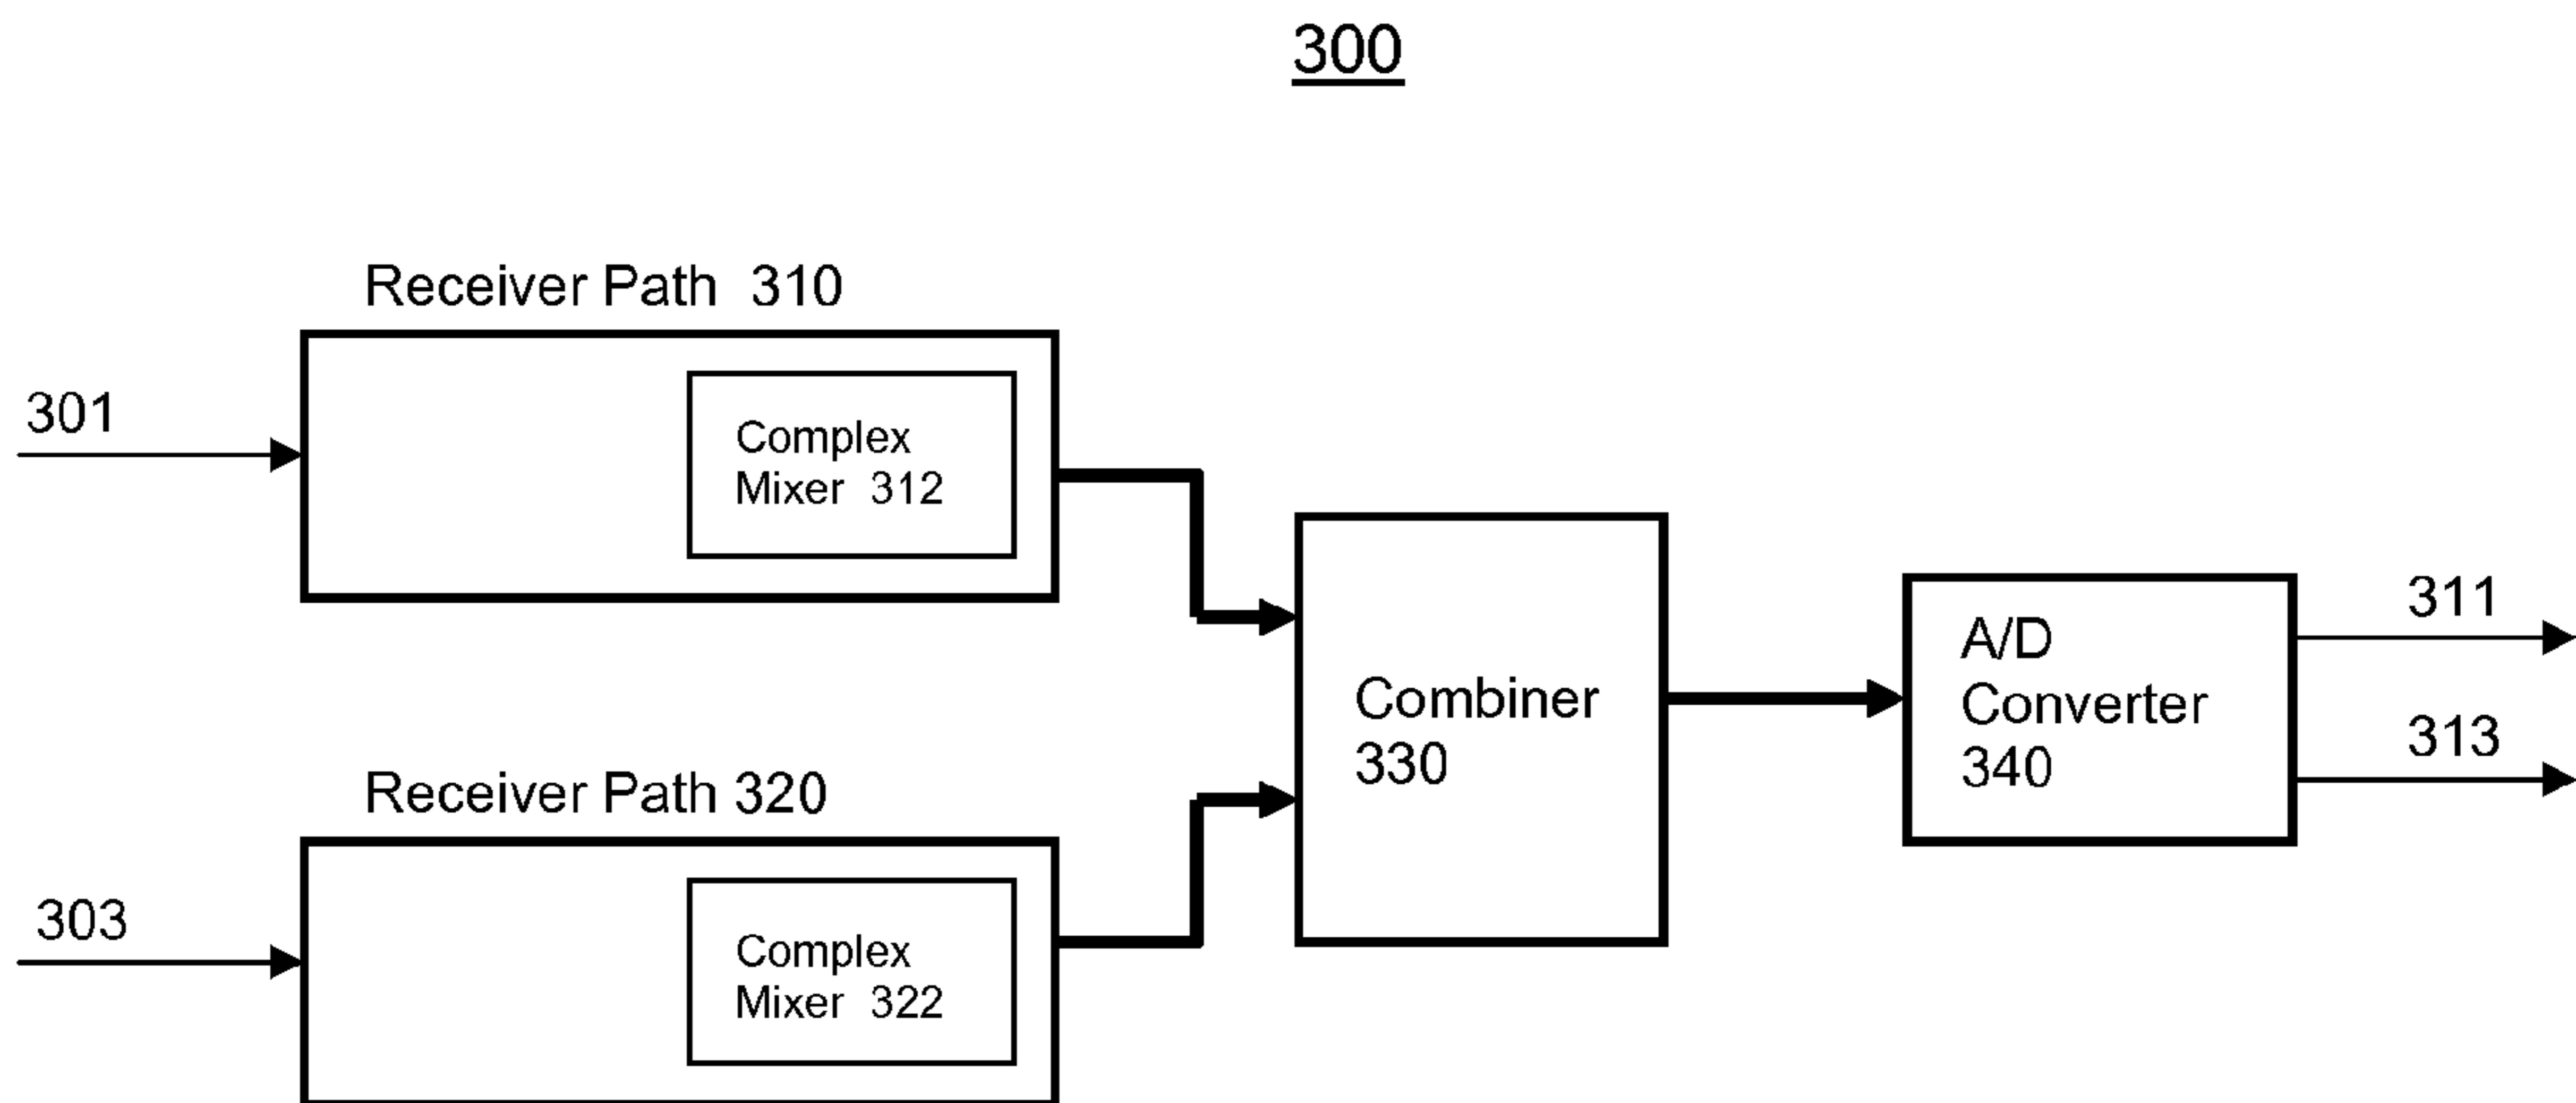 300
Receiver Path 310
301
Complex
Mixer 312
Combiner
330
A/D
Converter
340
311
313
Receiver Path 320
303
Complex
Mixer 322